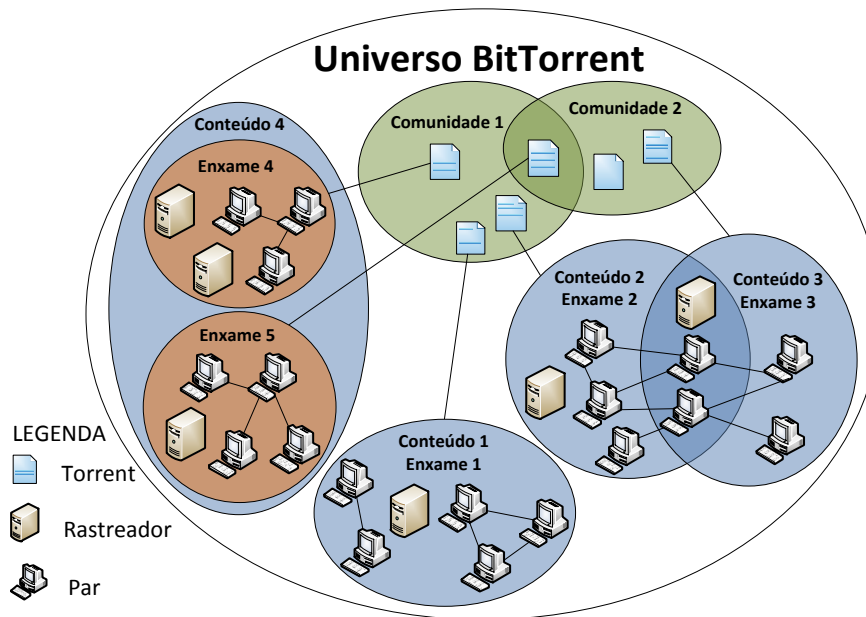 Universo BitTorrent
Comunidade 1
Comunidade 2
Conteúdo 4
Enxame 4
Enxame 5
Conteúdo 2
Enxame 2
Conteúdo 3
Enxame 3
Conteúdo 1
Enxame 1
LEGENDA
Torrent
Rastreador
Par